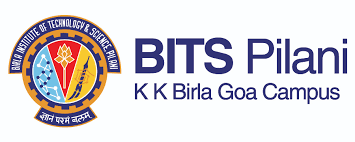 BIRLA INSTITUTE OF TECHNOLOGY & SCIENCE, PILANI
ज्ञानं परमं बलम्
BITS Pilani
K K Birla Goa Campus